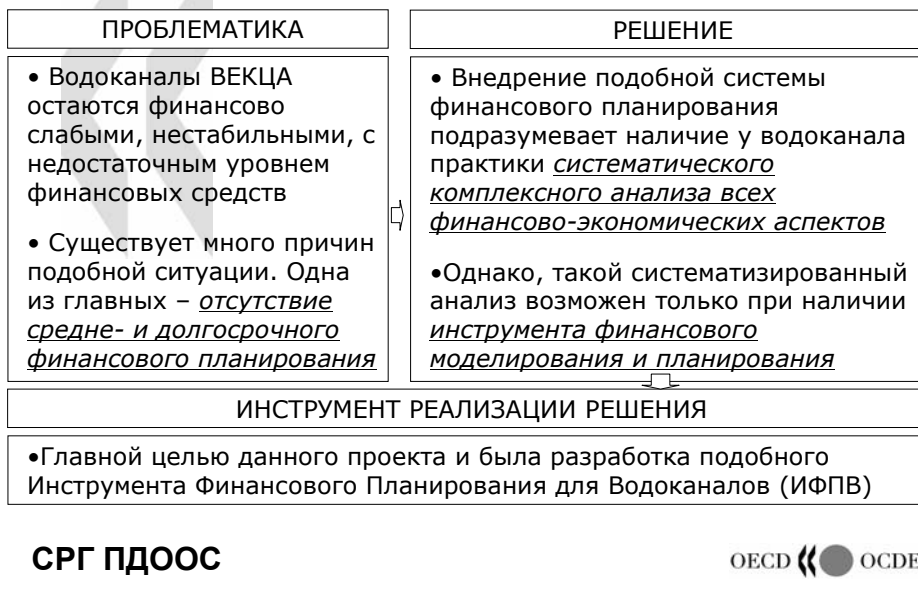 ПРОБЛЕМАТИКА
• Водоканалы ВЕКЦА
остаются финансово
слабыми, нестабильными, с
недостаточным уровнем
финансовых средств
• Существует много причин
подобной ситуации. Одна
из главных – отсутствие
средне- и долгосрочного
финансового планирования
РЕШЕНИЕ
• Внедрение подобной системы
финансового планирования
подразумевает наличие у водоканала
практики систематического
комплексного анализа всех
финансово-экономических аспектов
•Однако, такой систематизированный
анализ возможен только при наличии
инструмента финансового
моделирования и планирования
ИНСТРУМЕНТ РЕАЛИЗАЦИИ РЕШЕНИЯ
•Главной целью данного проекта и была разработка подобного
Инструмента Финансового Планирования для Водоканалов (ИФПВ)
СРГ ПДООС
OECD OCDE